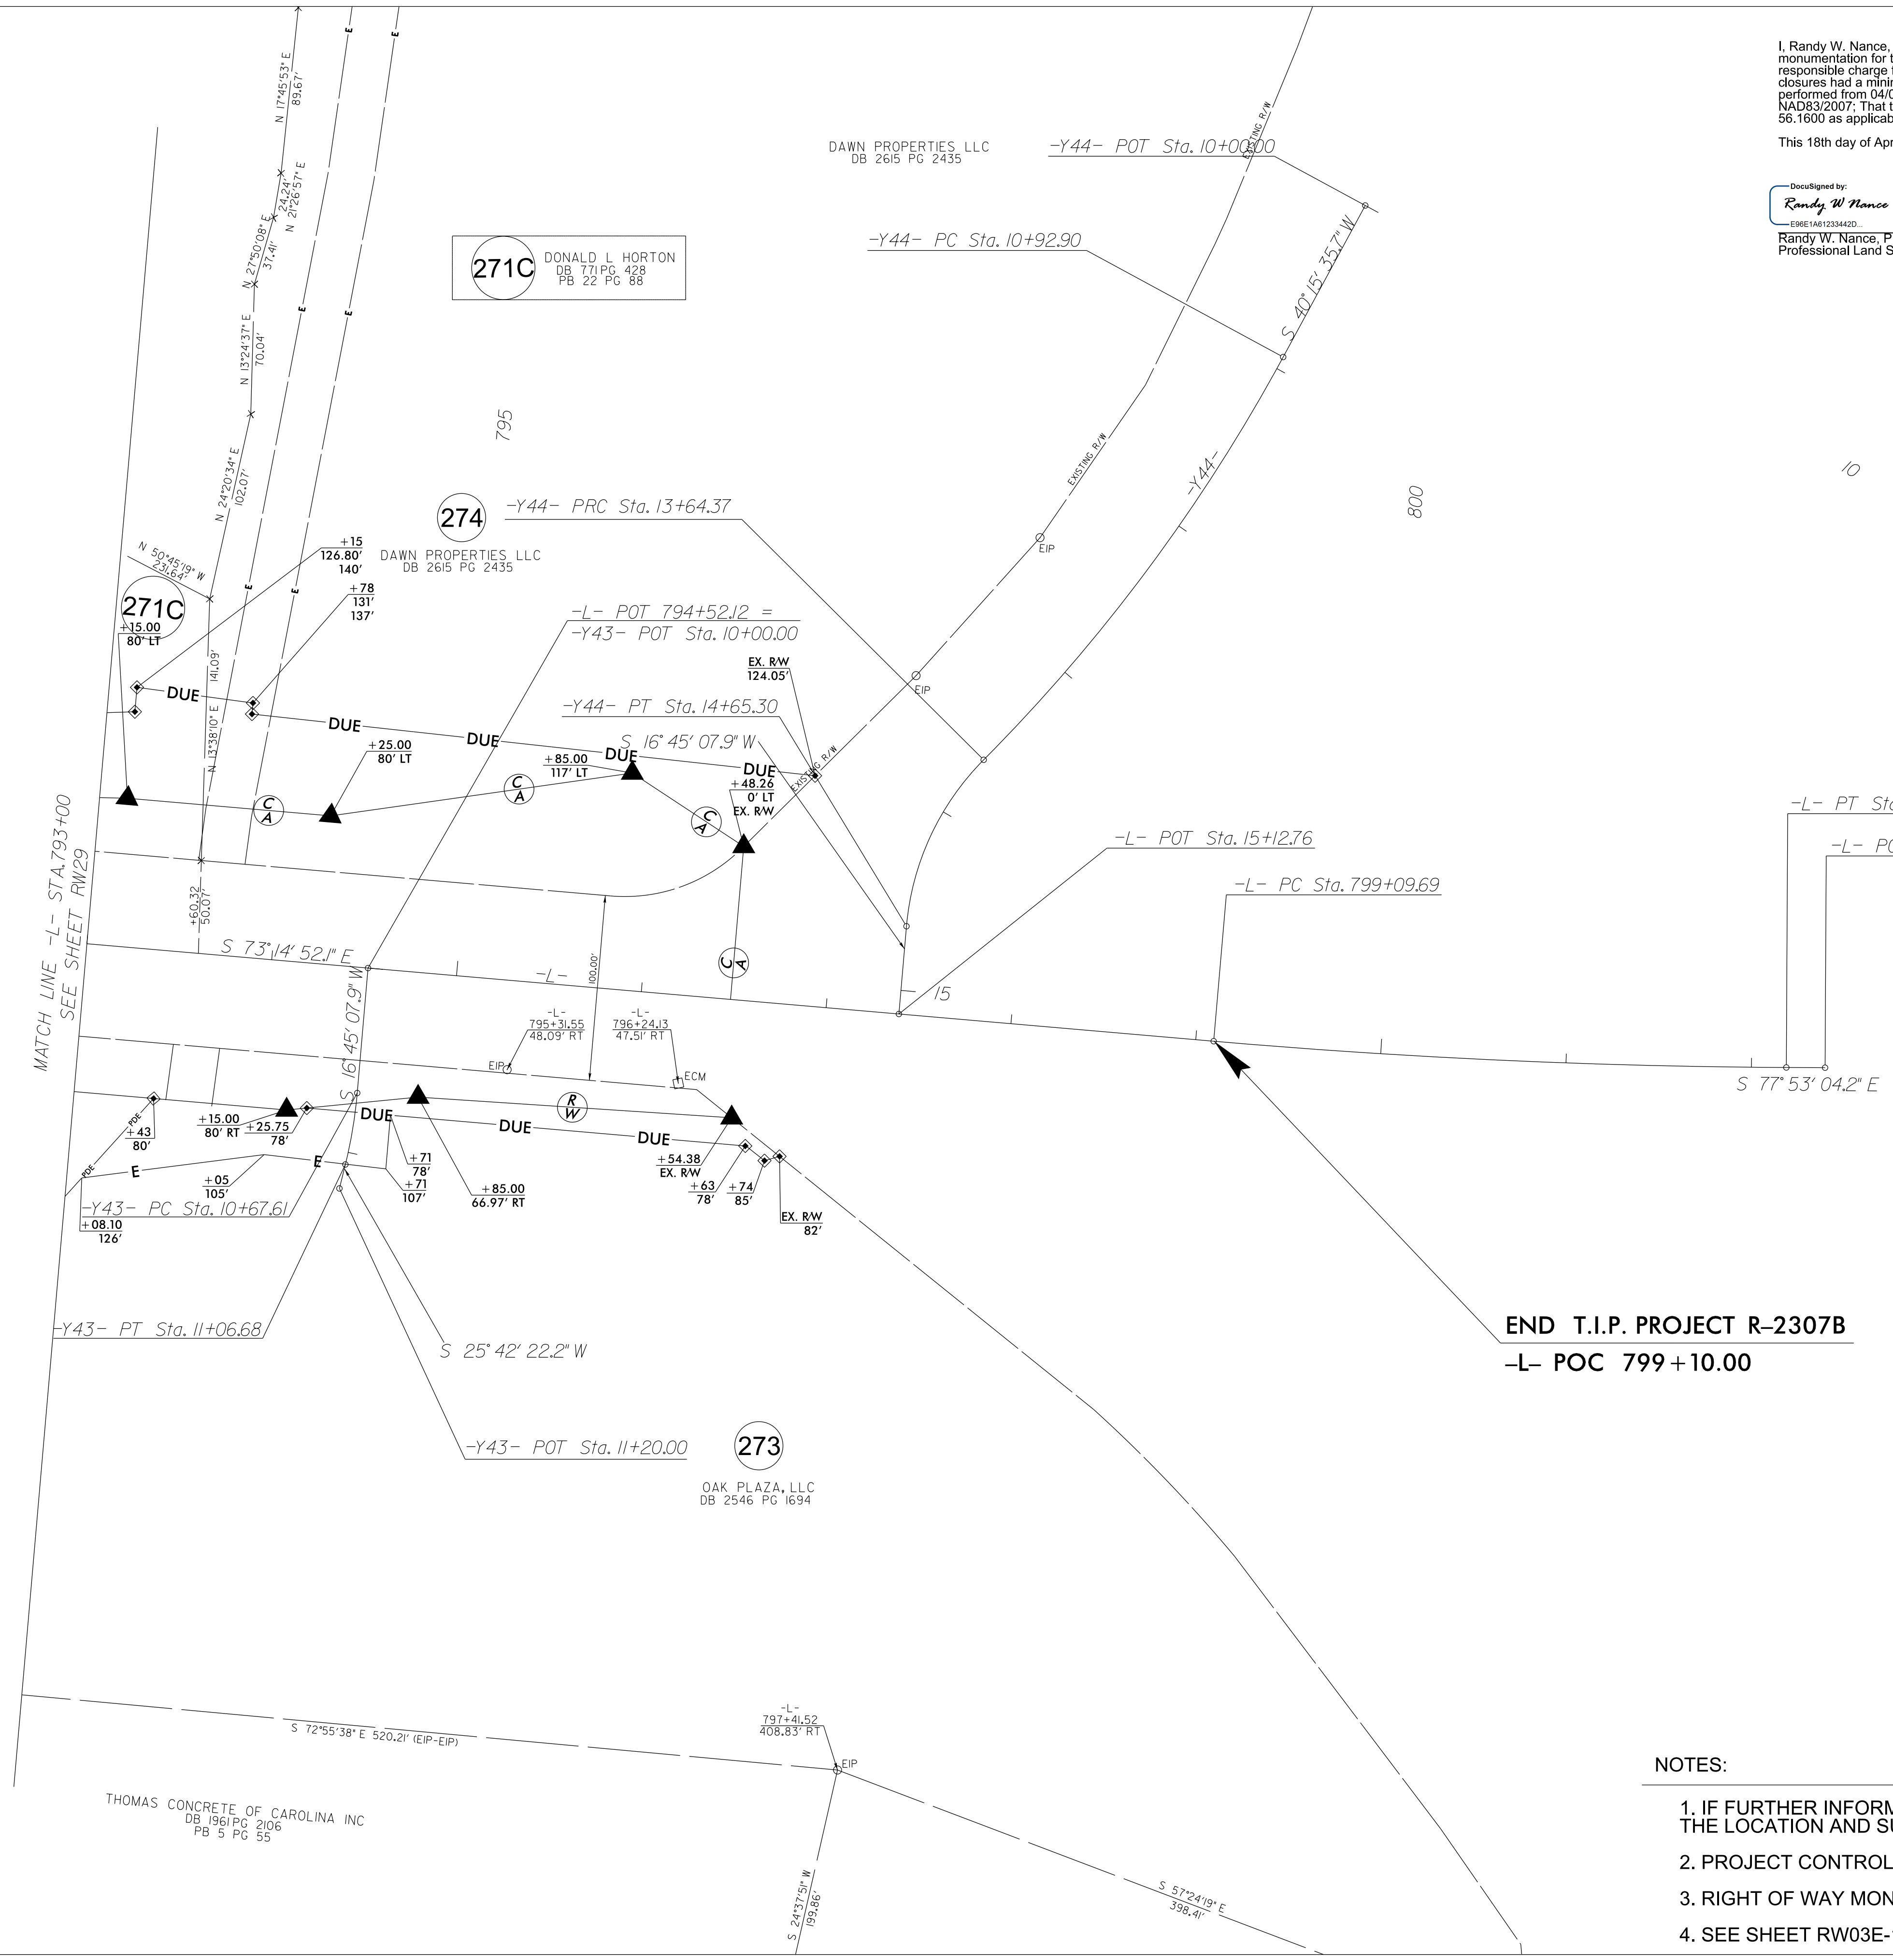 I, Randy W. Nance,
monumentation for t
responsible charge
closures had a mini
performed from 04/0
NAD83/2007; That t
56.1600 as applicab
This 18th day of Apr
DocuSigned by:
Randy W Nance
E96E1A61233442D...
Randy W. Nance, P
Professional Land S
N 17°45'53" E
89.67'
24.24'
N 21°26'57" E
N 27°50'08" E
37.41'
N 13°24'37" E
70.04'
N 24°20'34" E
102.07'
N 50°45'19" W
231.64'
141.09'
N 13°38'10" E
E
E
E
E
E
E
DAWN PROPERTIES LLC
DB 2615 PG 2435
-Y44- POT Sta. 10+00.00
EXISTING R/W
-Y44- PC Sta. 10+92.90
S 40°15'35.7" W
271C
DONALD L HORTON
DB 771 PG 428
PB 22 PG 88
795
800
10
-Y44-
EXISTING R/W
EIP
EIP
274
DAWN PROPERTIES LLC
DB 2615 PG 2435
-Y44- PRC Sta. 13+64.37
+15
126.80'
140'
+78
131'
137'
271C
+15.00
80' LT
-L- POT 794+52.12 =
-Y43- POT Sta. 10+00.00
EX. R/W
124.05'
-Y44- PT Sta. 14+65.30
S 16°45'07.9" W
DUE
DUE
DUE
DUE
DUE
EXISTING R/W
+25.00
80' LT
+85.00
117' LT
+48.26
0' LT
EX. R/W
C
A
C
A
C
A
C
A
MATCH LINE -L- STA.793+00
SEE SHEET RW29
+60.32
50.07'
S 73°14'52.1" E
-L-
100.00'
-L- POT Sta. 15+12.76
15
-L- PC Sta. 799+09.69
-L- PT Sta
-L- PO
S 77°53'04.2" E
S 16°45'07.9" W
-L-
795+31.55
48.09' RT
-L-
796+24.13
47.51' RT
EIP
ECM
R
W
DUE
DUE
DUE
PDE
PDE
E
E
+43
80'
+15.00
80' RT
+25.75
78'
+05
105'
+71
78'
+71
107'
+85.00
66.97' RT
+54.38
EX. R/W
+63
78'
+74
85'
EX. R/W
82'
-Y43- PC Sta. 10+67.61
+08.10
126'
-Y43- PT Sta. 11+06.68
S 25°42'22.2" W
-Y43- POT Sta. 11+20.00
END T.I.P. PROJECT R–2307B
–L– POC 799+10.00
273
OAK PLAZA, LLC
DB 2546 PG 1694
S 72°55'38" E 520.21' (EIP-EIP)
-L-
797+41.52
408.83' RT
EIP
THOMAS CONCRETE OF CAROLINA INC
DB 1961 PG 2106
PB 5 PG 55
S 24°37'51" W
199.86'
S 57°24'19" E
398.41'
NOTES:
1. IF FURTHER INFORM
THE LOCATION AND SU
2. PROJECT CONTROL
3. RIGHT OF WAY MON
4. SEE SHEET RW03E-